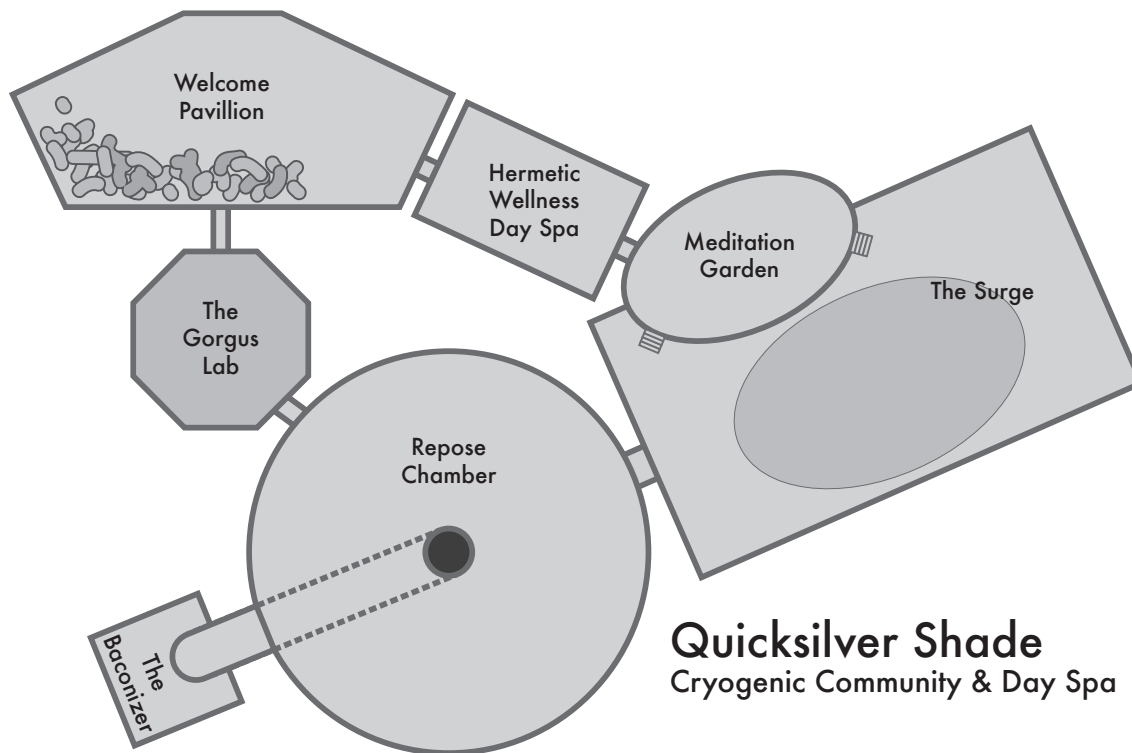 Welcome
Pavillion
Hermetic
Wellness
Day Spa
Meditation
Garden
The Surge
The
Gorgus
Lab
Repose
Chamber
The
Baconizer
Quicksilver Shade
Cryogenic Community & Day Spa